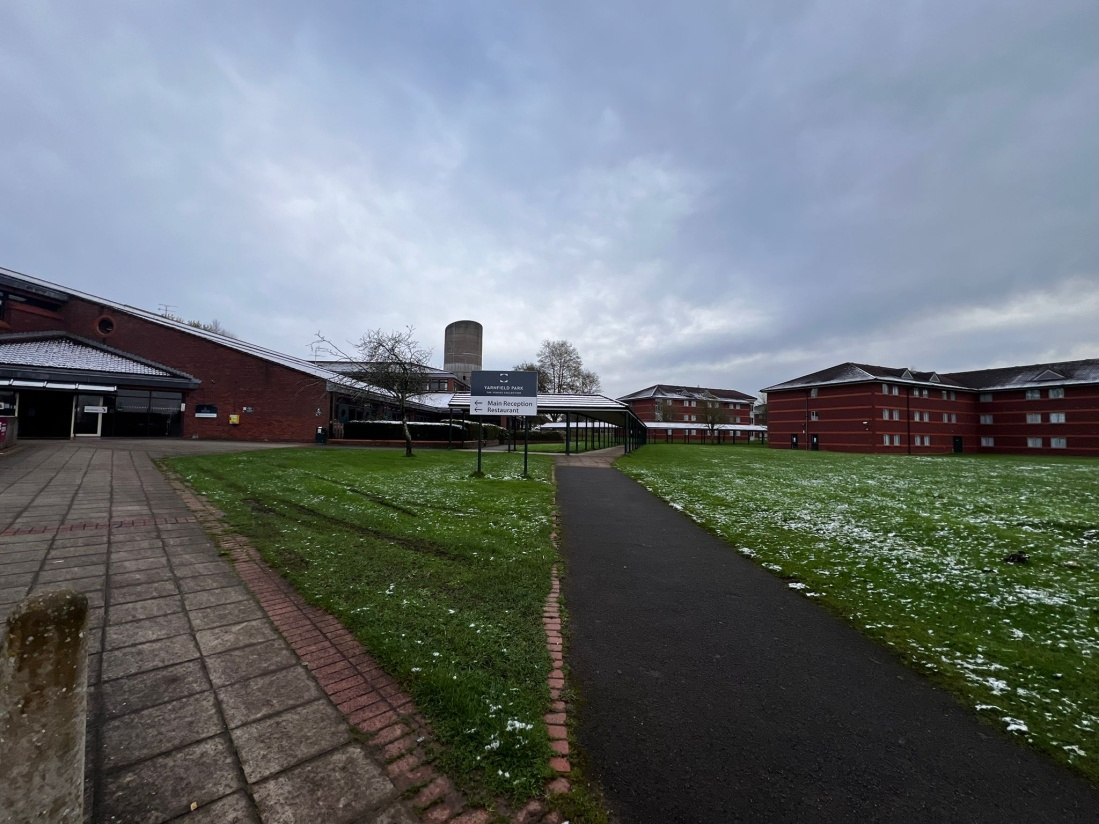 YARNFIELD PARK
← Main Reception
← Restaurant